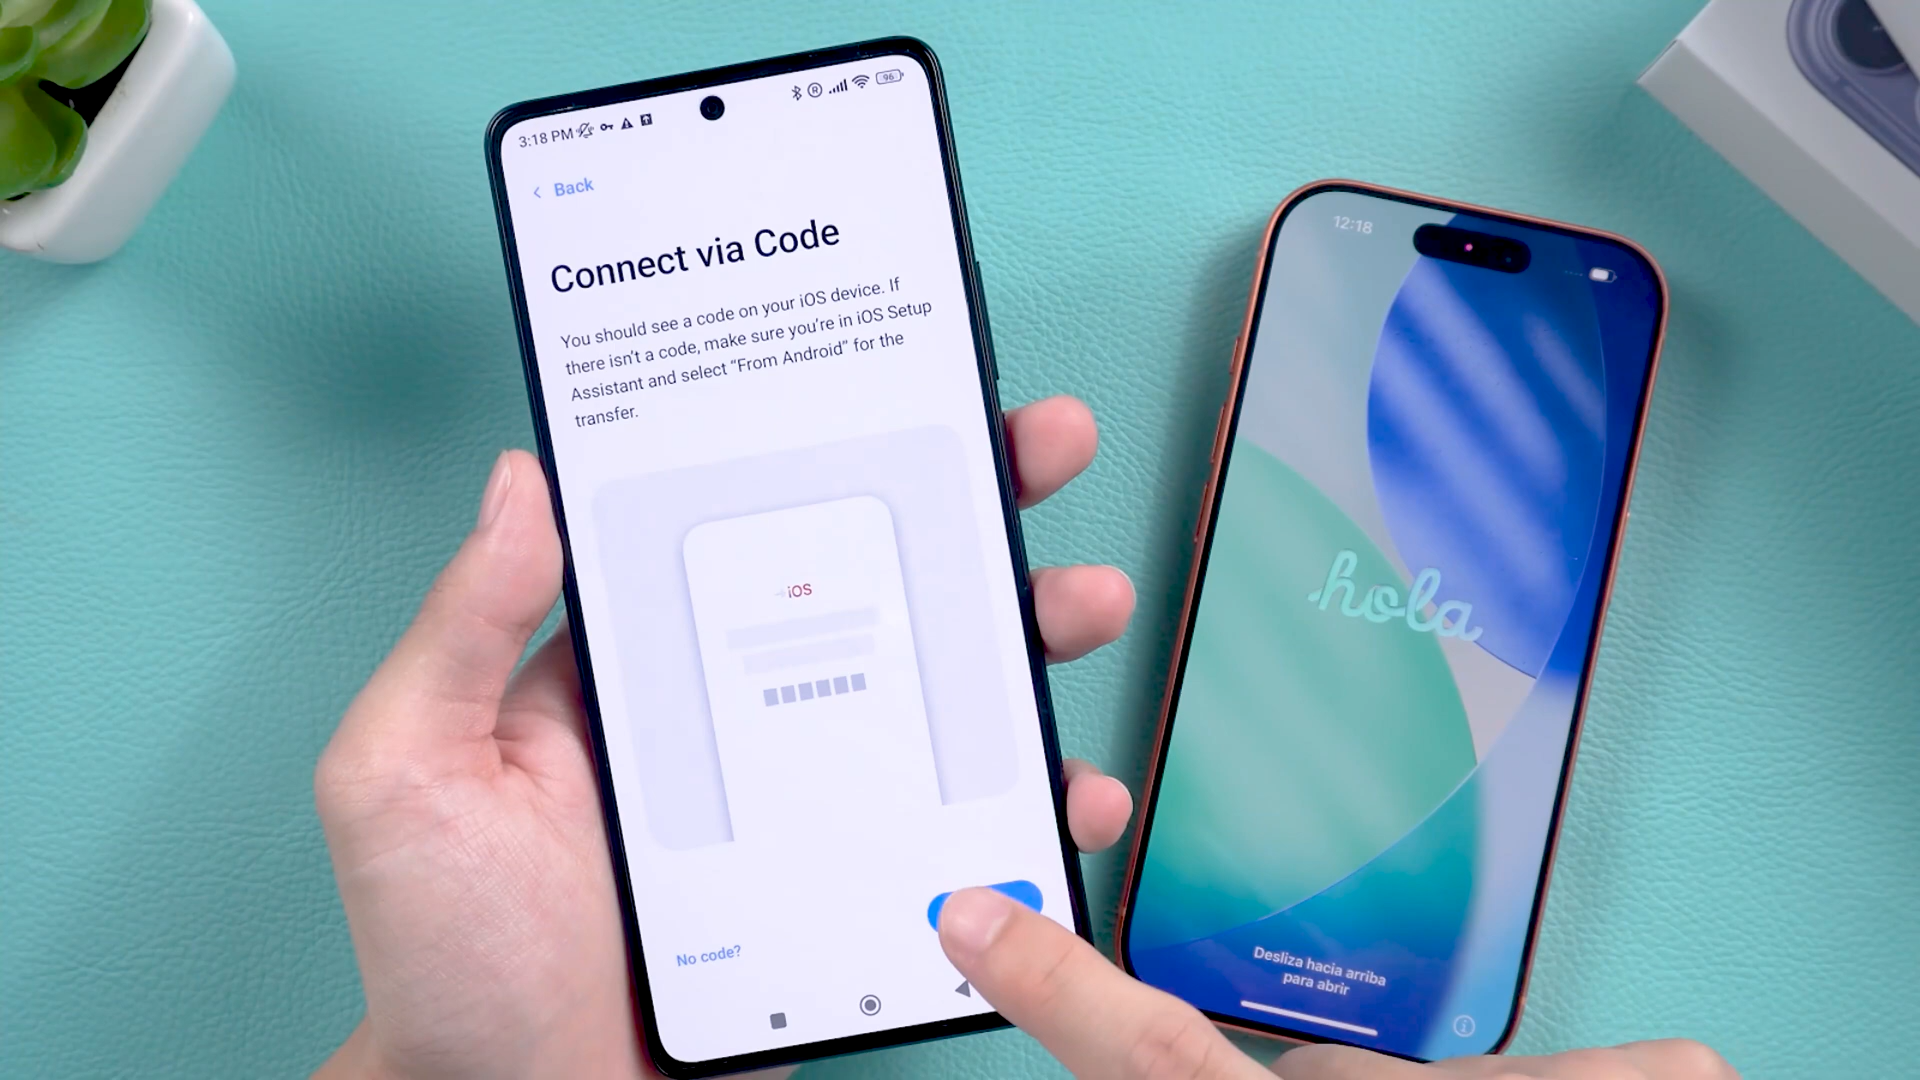 3:18 PM
96
Back
Connect via Code
You should see a code on your iOS device. If
there isn't a code, make sure you're in iOS Setup
Assistant and select “From Android” for the
transfer.
iOS
No code?
12:18
hola
Desliza hacia arriba
para abrir